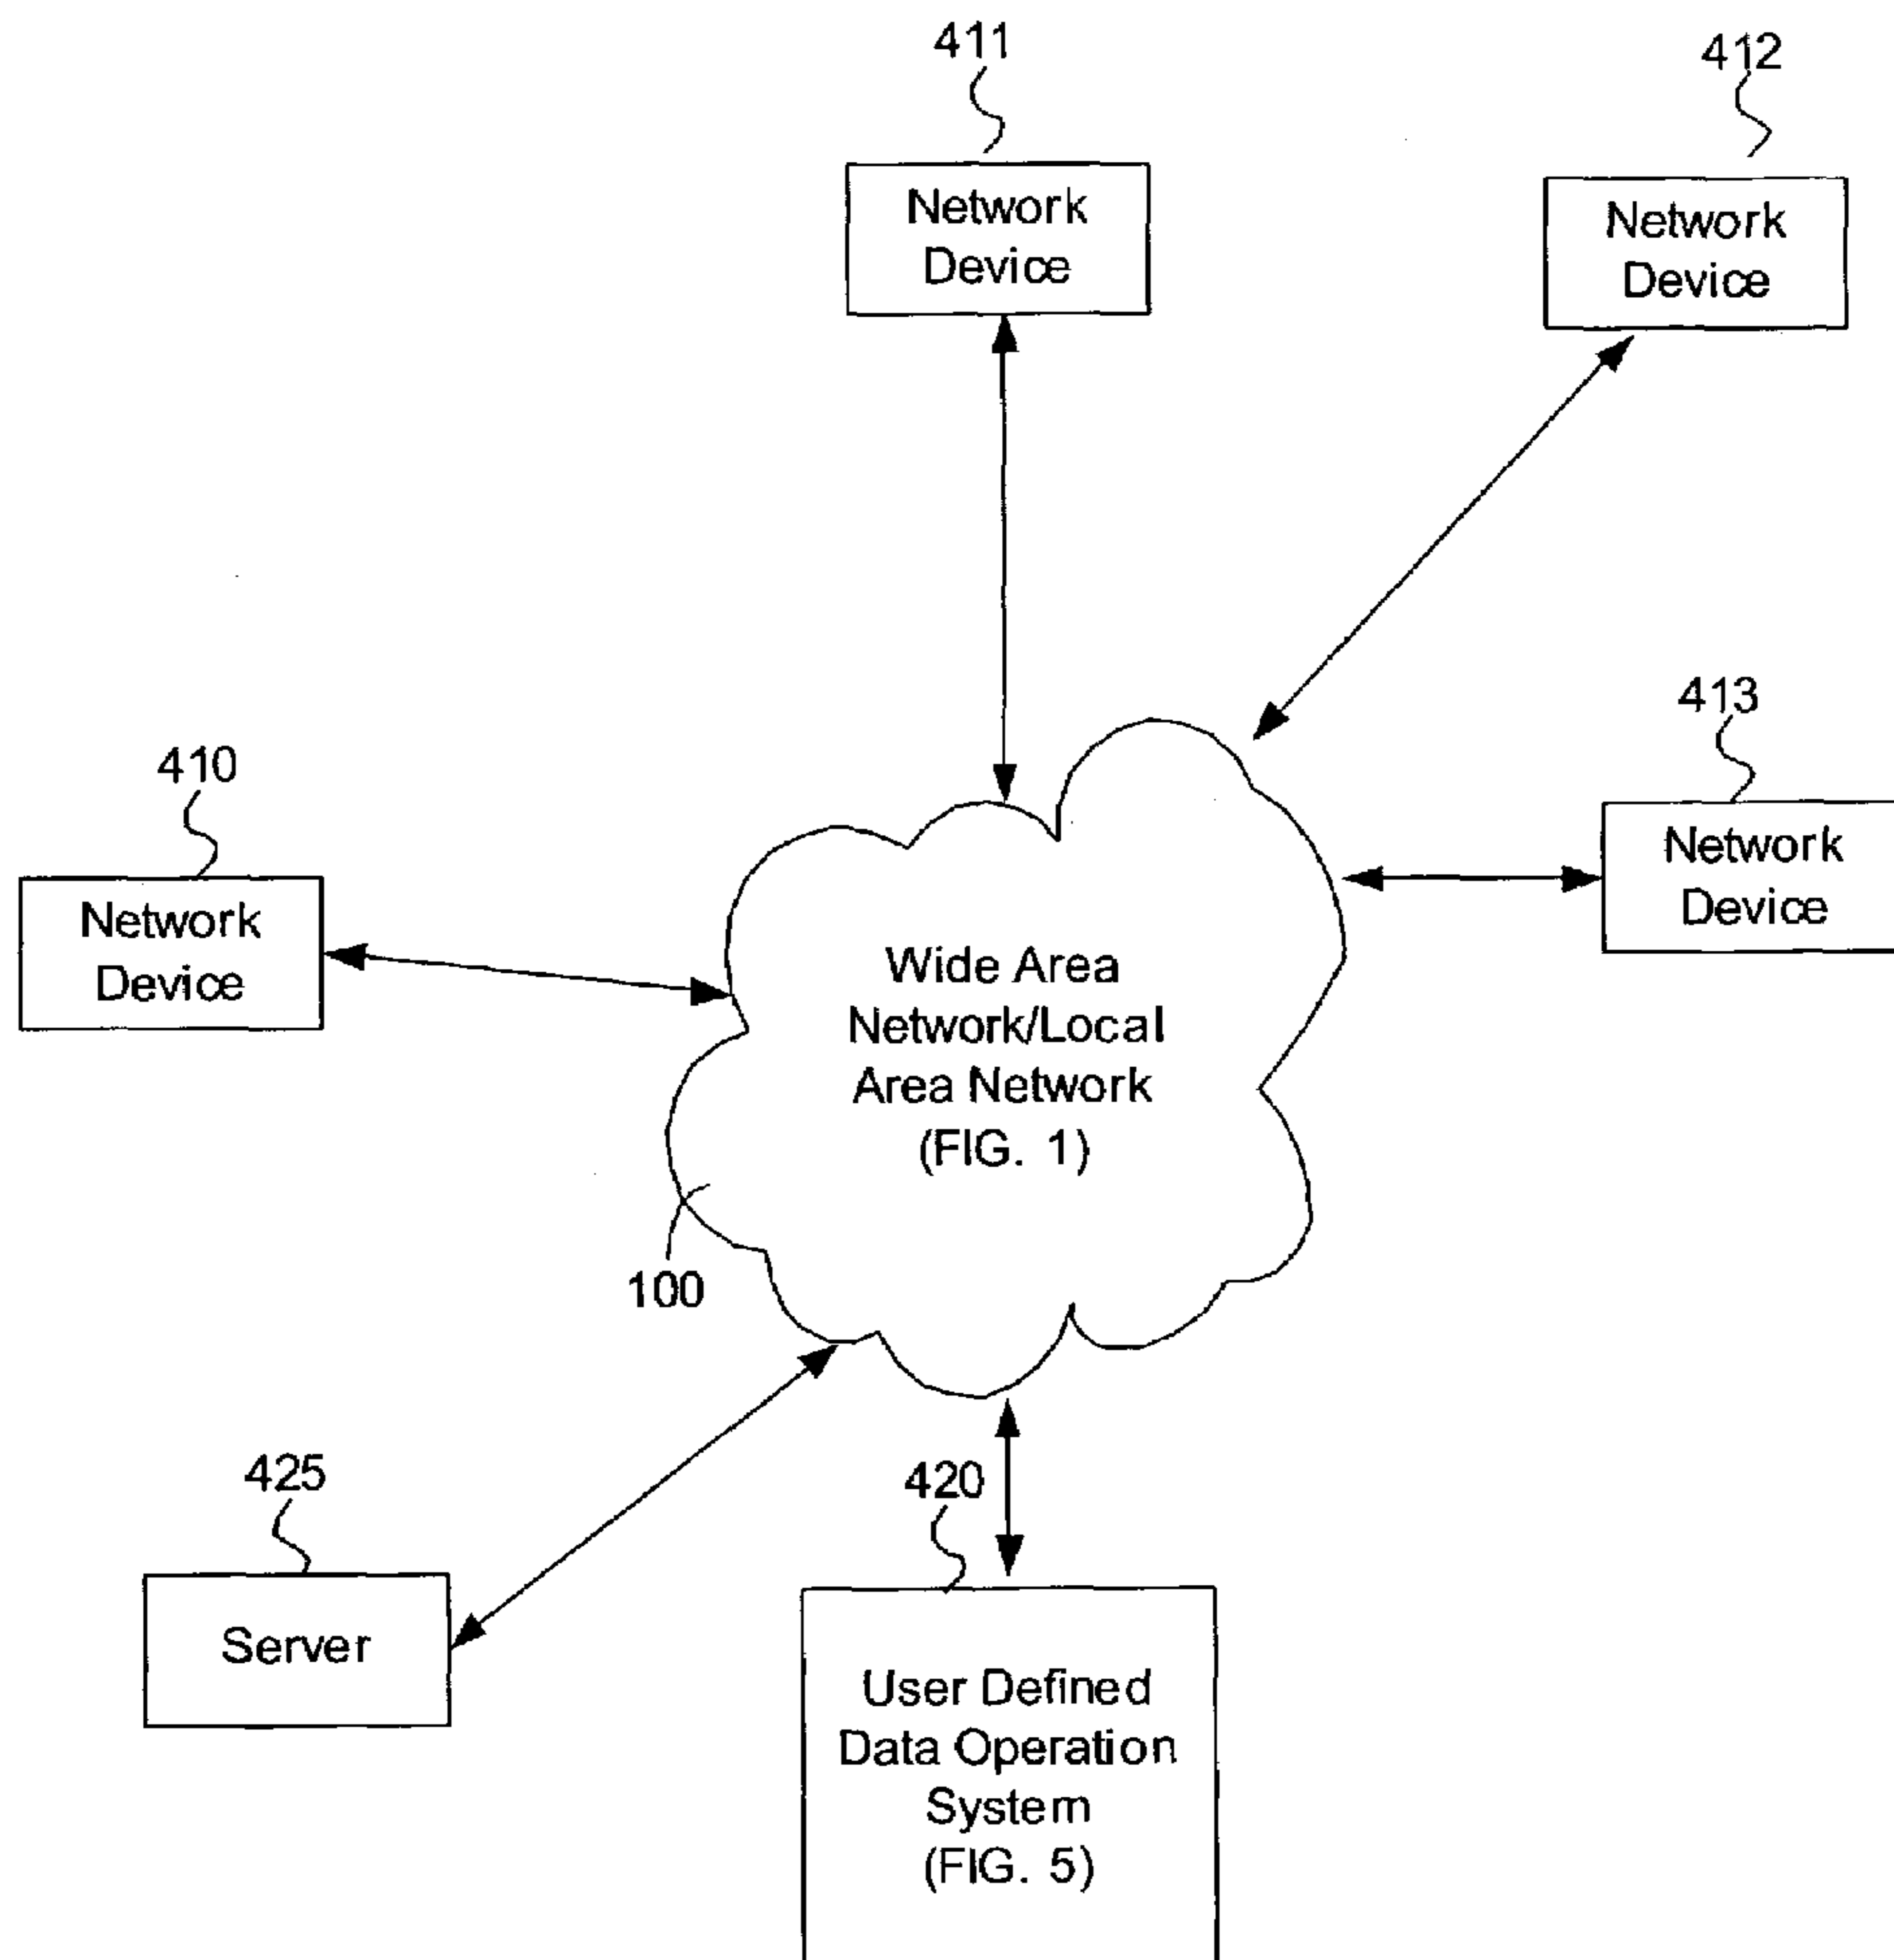 411
412
Network
Device
Network
Device
413
410
Network
Device
Network
Device
Wide Area
Network/Local
Area Network
(FIG. 1)
100
425
420
Server
User Defined
Data Operation
System
(FIG. 5)